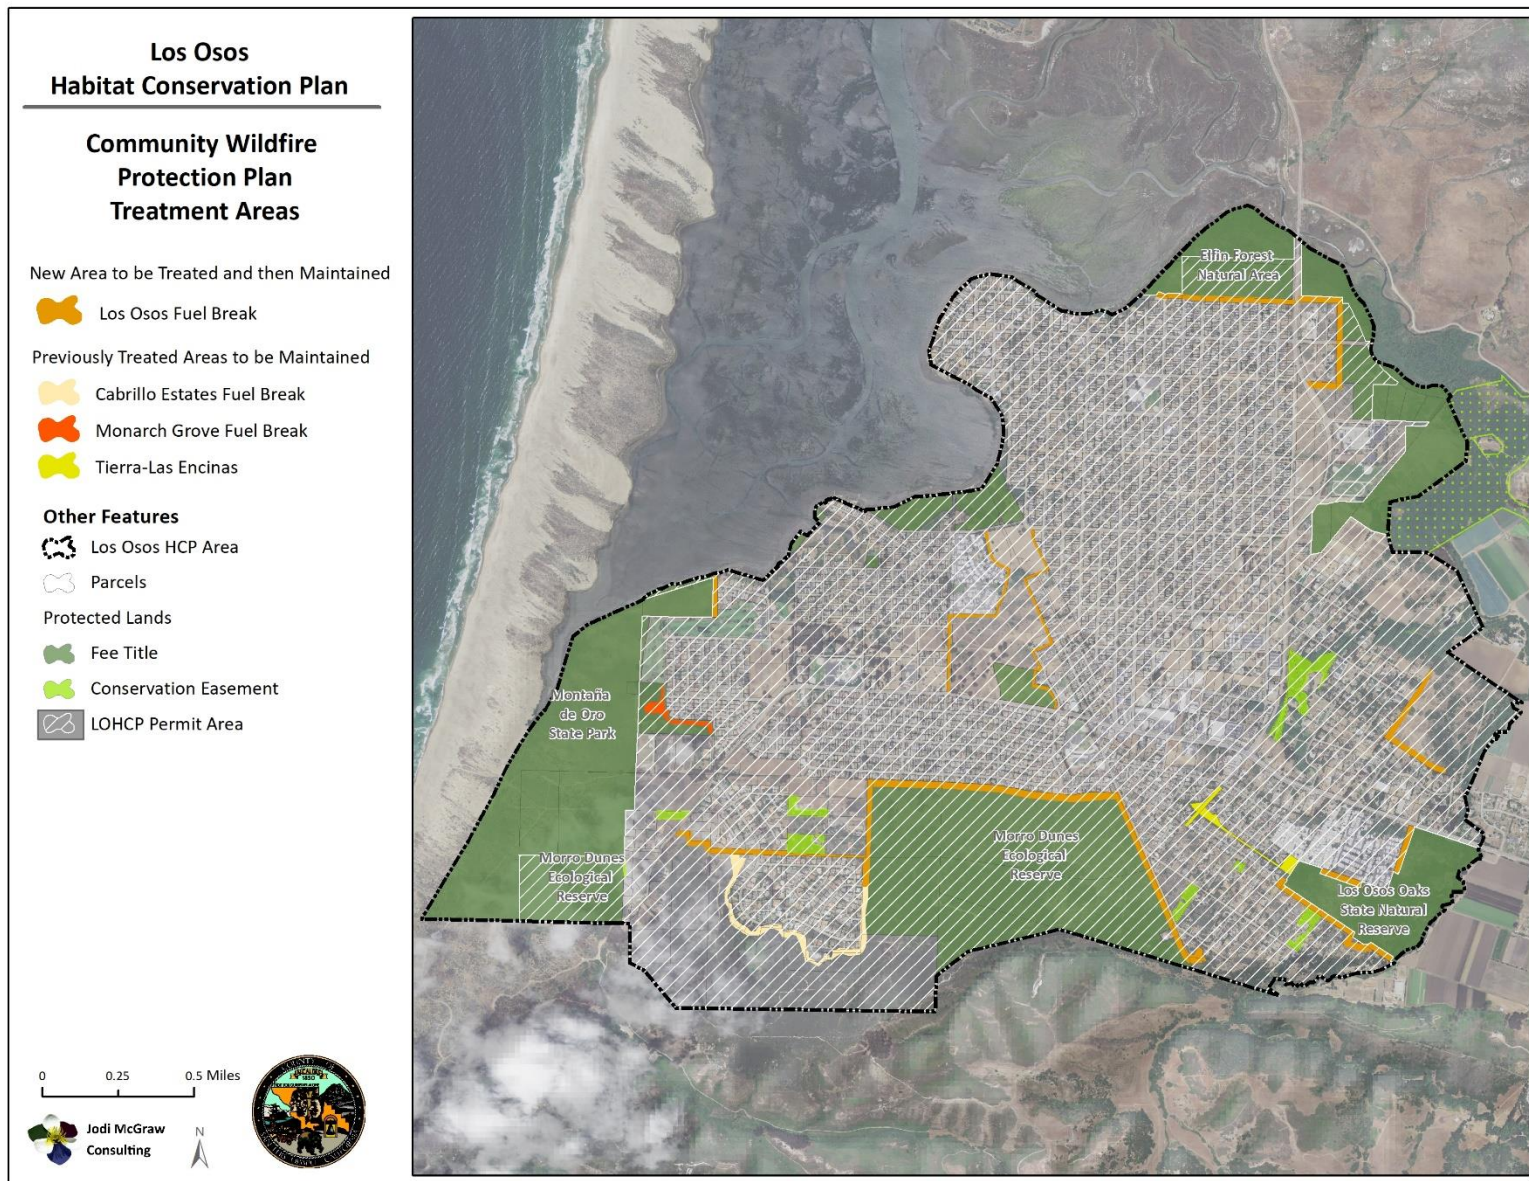 Los Osos
Habitat Conservation Plan
Community Wildfire
Protection Plan
Treatment Areas
New Area to be Treated and then Maintained
Los Osos Fuel Break
Previously Treated Areas to be Maintained
Cabrillo Estates Fuel Break
Monarch Grove Fuel Break
Tierra-Las Encinas
Other Features
Los Osos HCP Area
Parcels
Protected Lands
Fee Title
Conservation Easement
LOHCP Permit Area
0 0.25 0.5 Miles
Jodi McGraw
Consulting
N
Elfin Forest
Natural Area
Montaña
de Oro
State Park
Morro Dunes
Ecological
Reserve
Morro Dunes
Ecological
Reserve
Los Osos Oaks
State Natural
Reserve